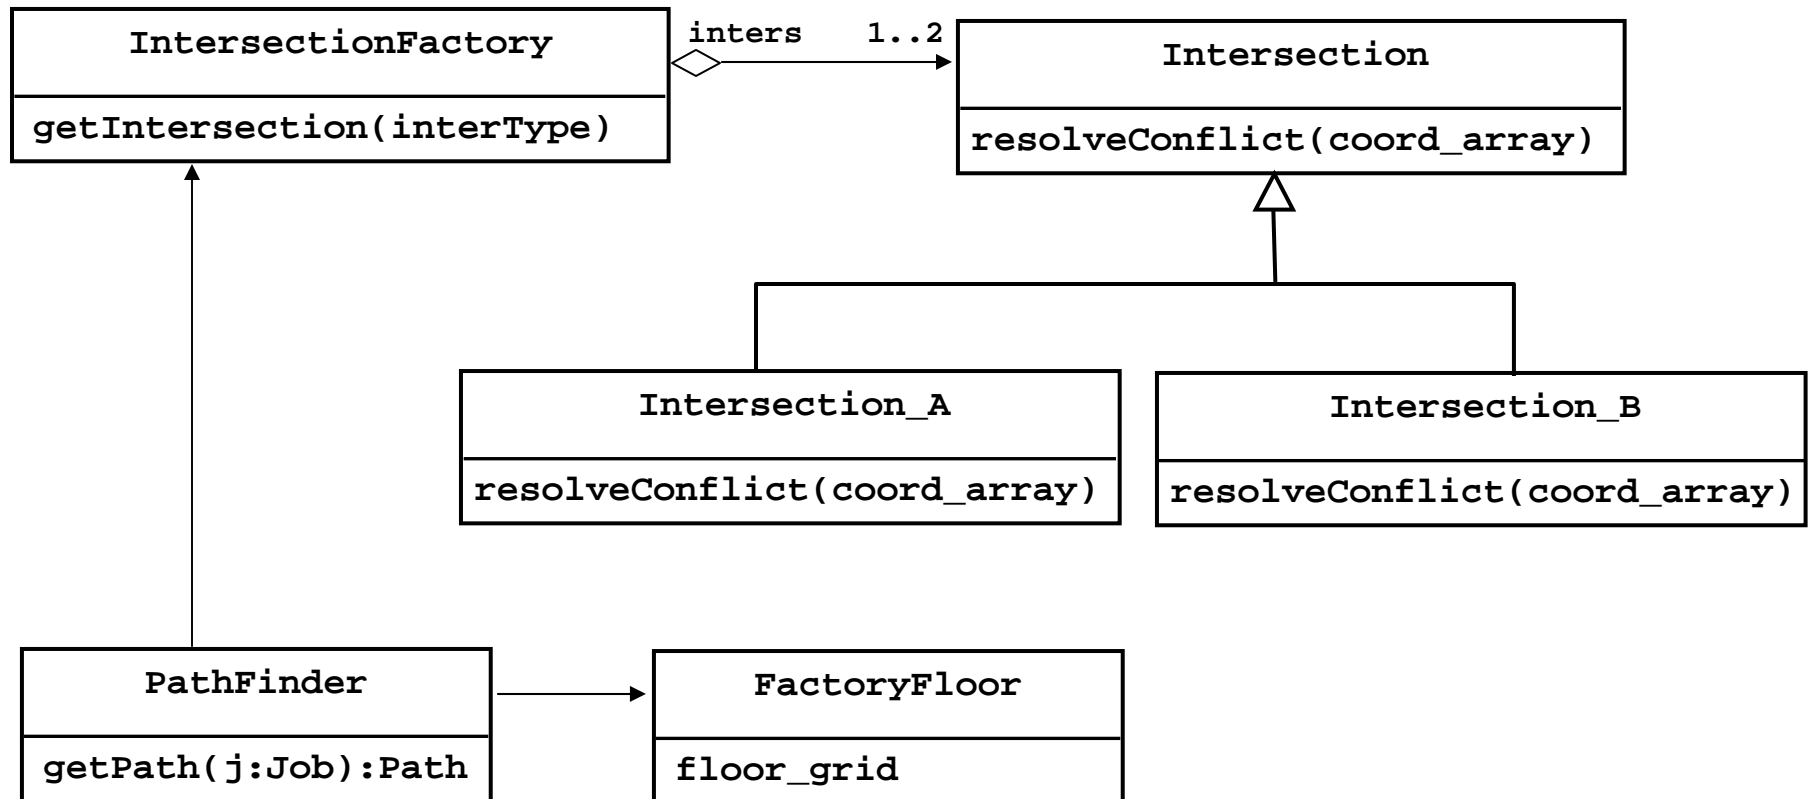 IntersectionFactory
getIntersection(interType)
inters
1..2
Intersection
resolveConflict(coord_array)
Intersection_A
resolveConflict(coord_array)
Intersection_B
resolveConflict(coord_array)
PathFinder
getPath(j:Job):Path
FactoryFloor
floor_grid